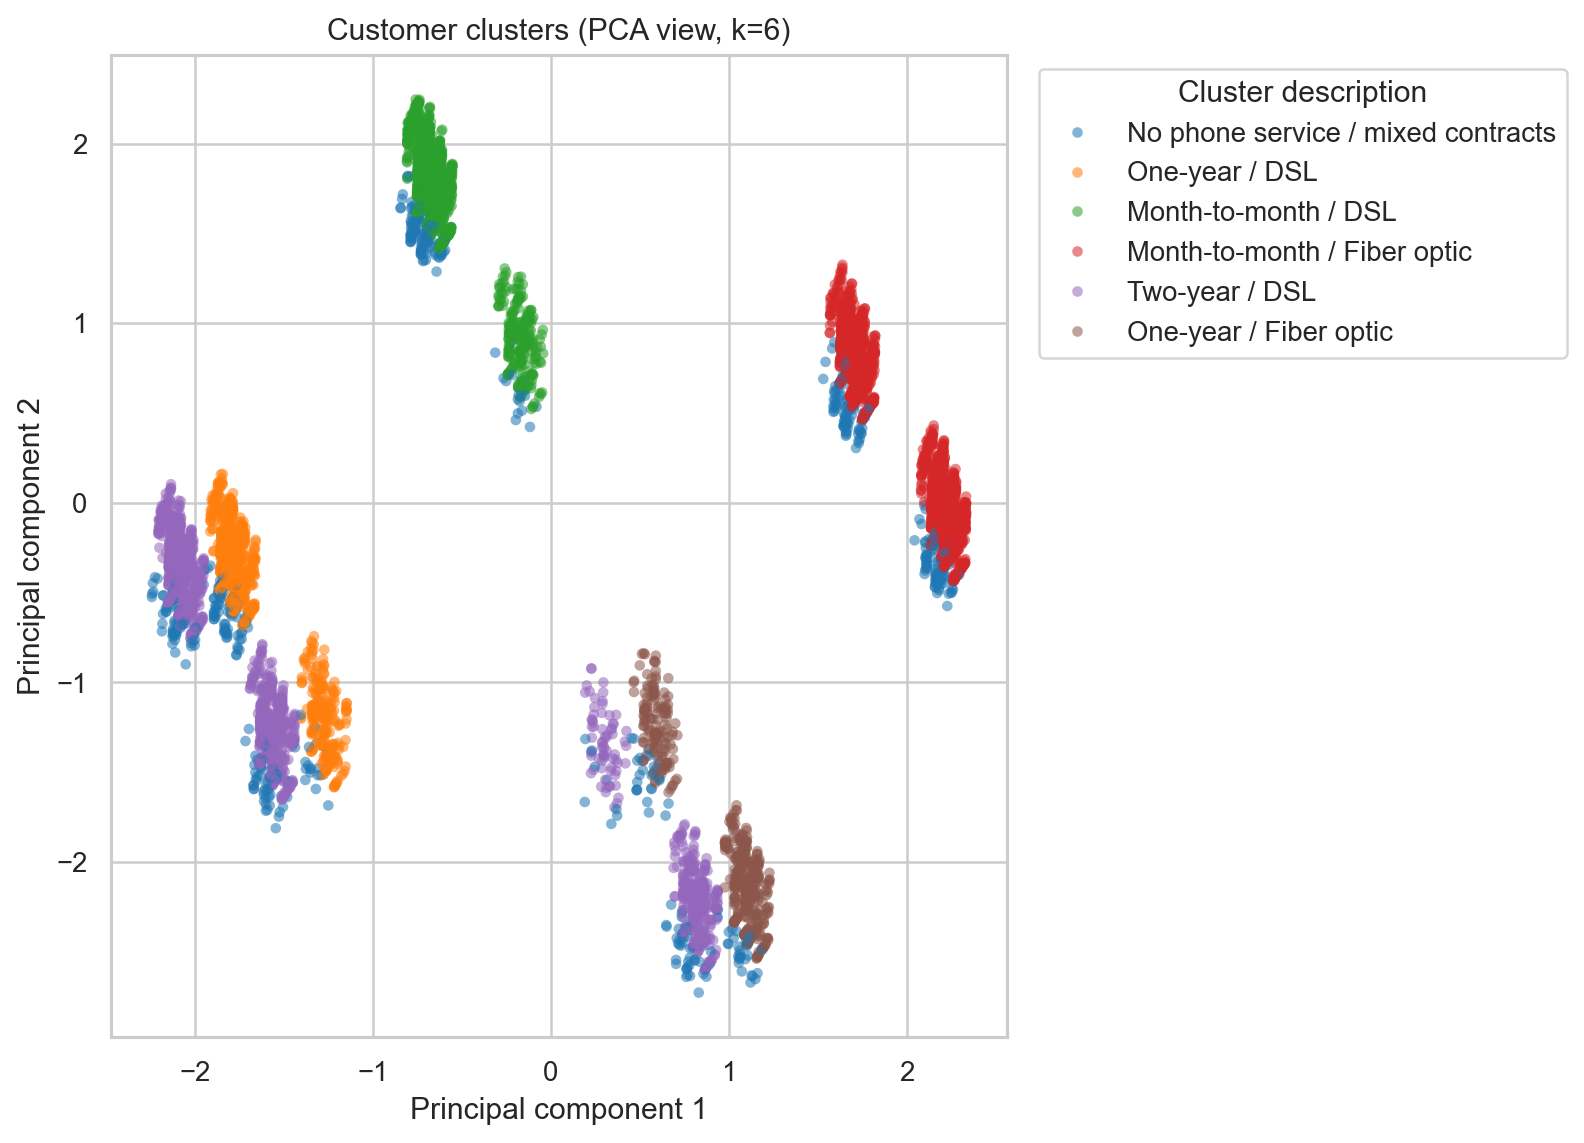 Customer clusters (PCA view, k=6)
Cluster description
No phone service / mixed contracts
One-year / DSL
Month-to-month / DSL
Month-to-month / Fiber optic
Two-year / DSL
One-year / Fiber optic
Principal component 2
2
1
0
−1
−2
−2 −1 0 1 2
Principal component 1